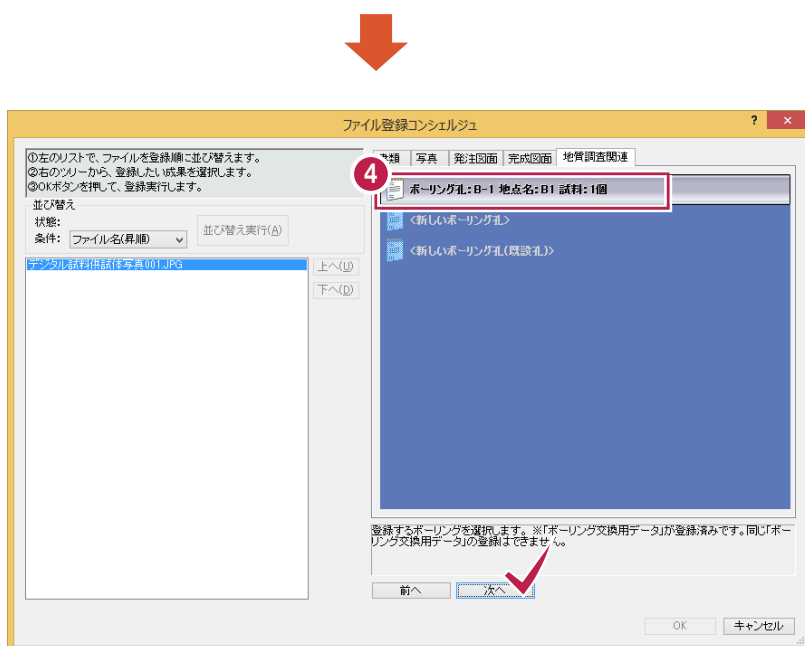 ファイル登録コンシェルジュ
? ×
①左のリストで、ファイルを登録順に並び替えます。
②右のツリーから、登録したい成果を選択します。
③OKボタンを押して、登録実行します。
並び替え
状態:
条件: ファイル名(昇順)
並び替え実行(A)
デジタル試料供試体写真001.JPG
上へ(U)
下へ(D)
写真 発注図面 完成図面 地質調査関連
4
ボーリング孔:B-1 地点名:B1 試料:1個
<新しいボーリング孔>
<新しいボーリング孔(既設孔)>
登録するボーリングを選択します。※「ボーリング交換用データ」が登録済みです。同じ「ボー
リング交換用データ」の登録はできません。
前へ 次へ
OK キャンセル